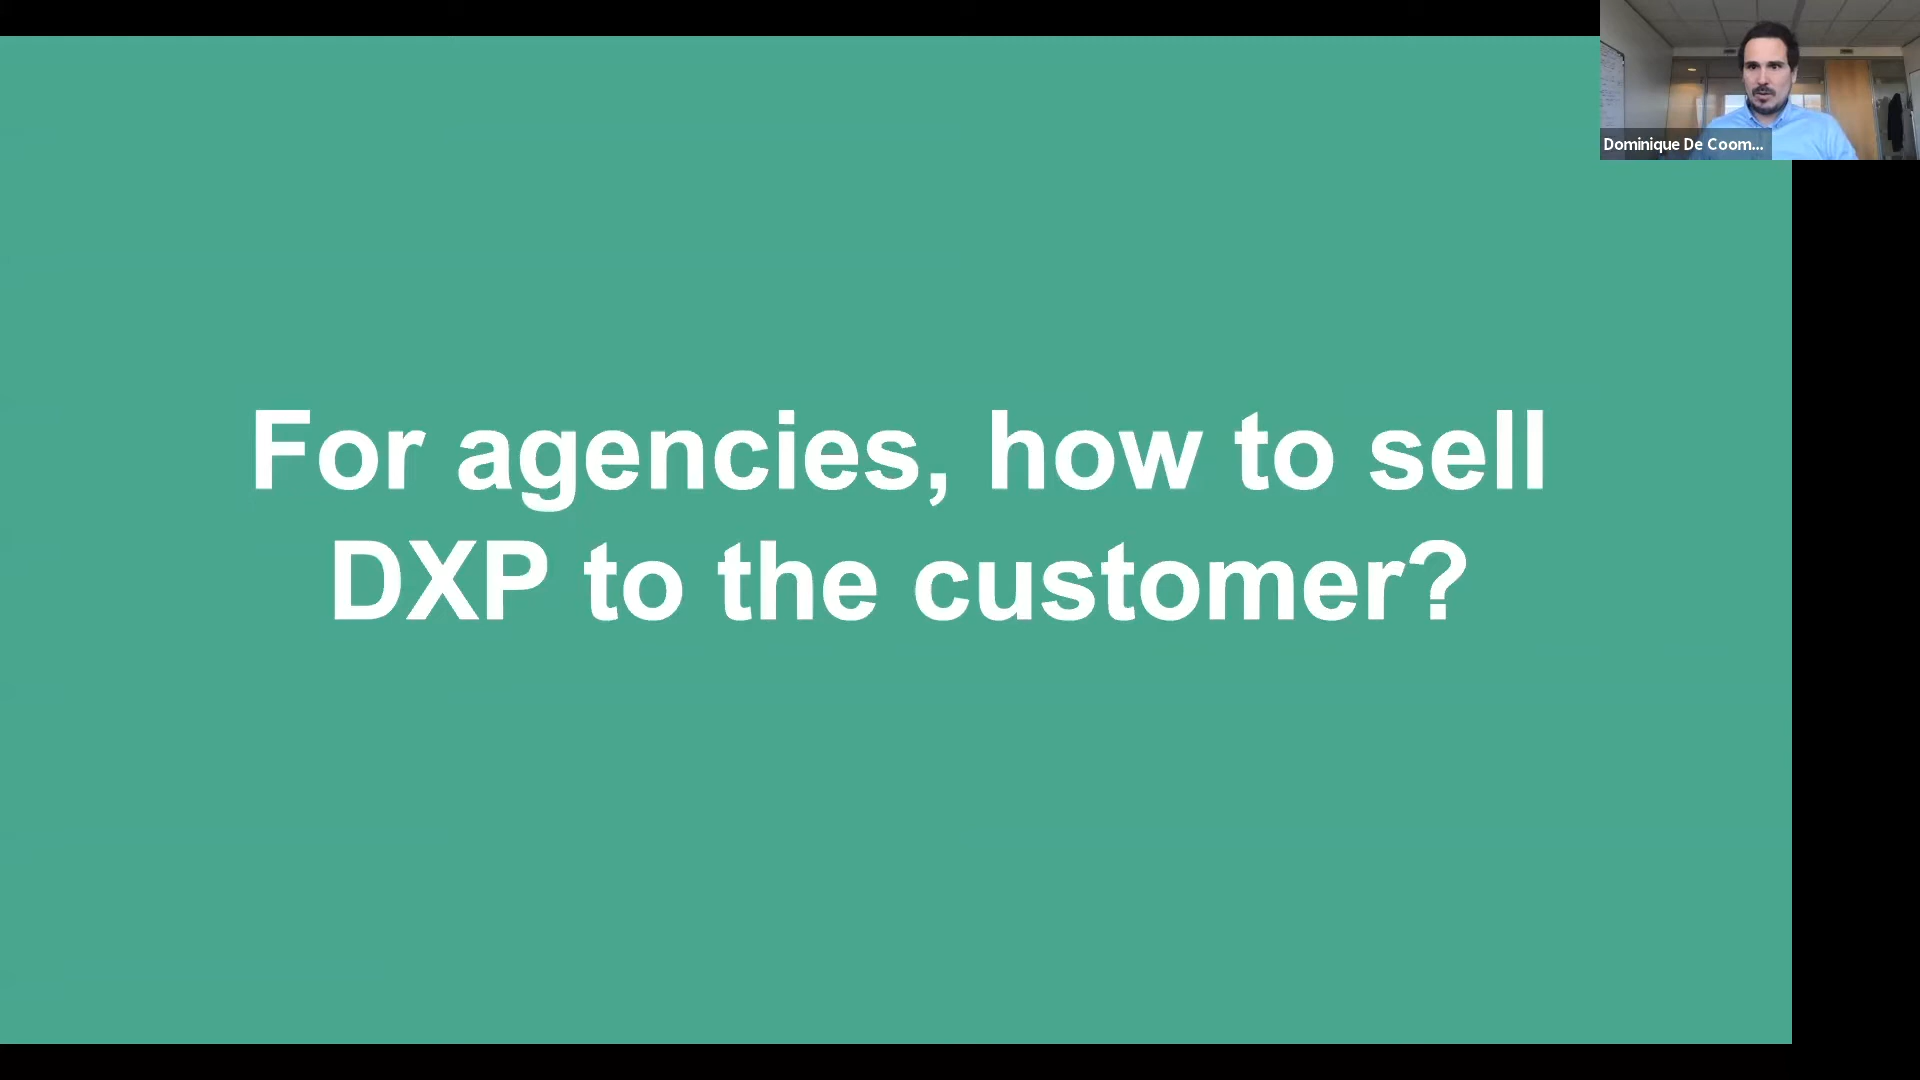 Dominique De Coom...
For agencies, how to sell
DXP to the customer?